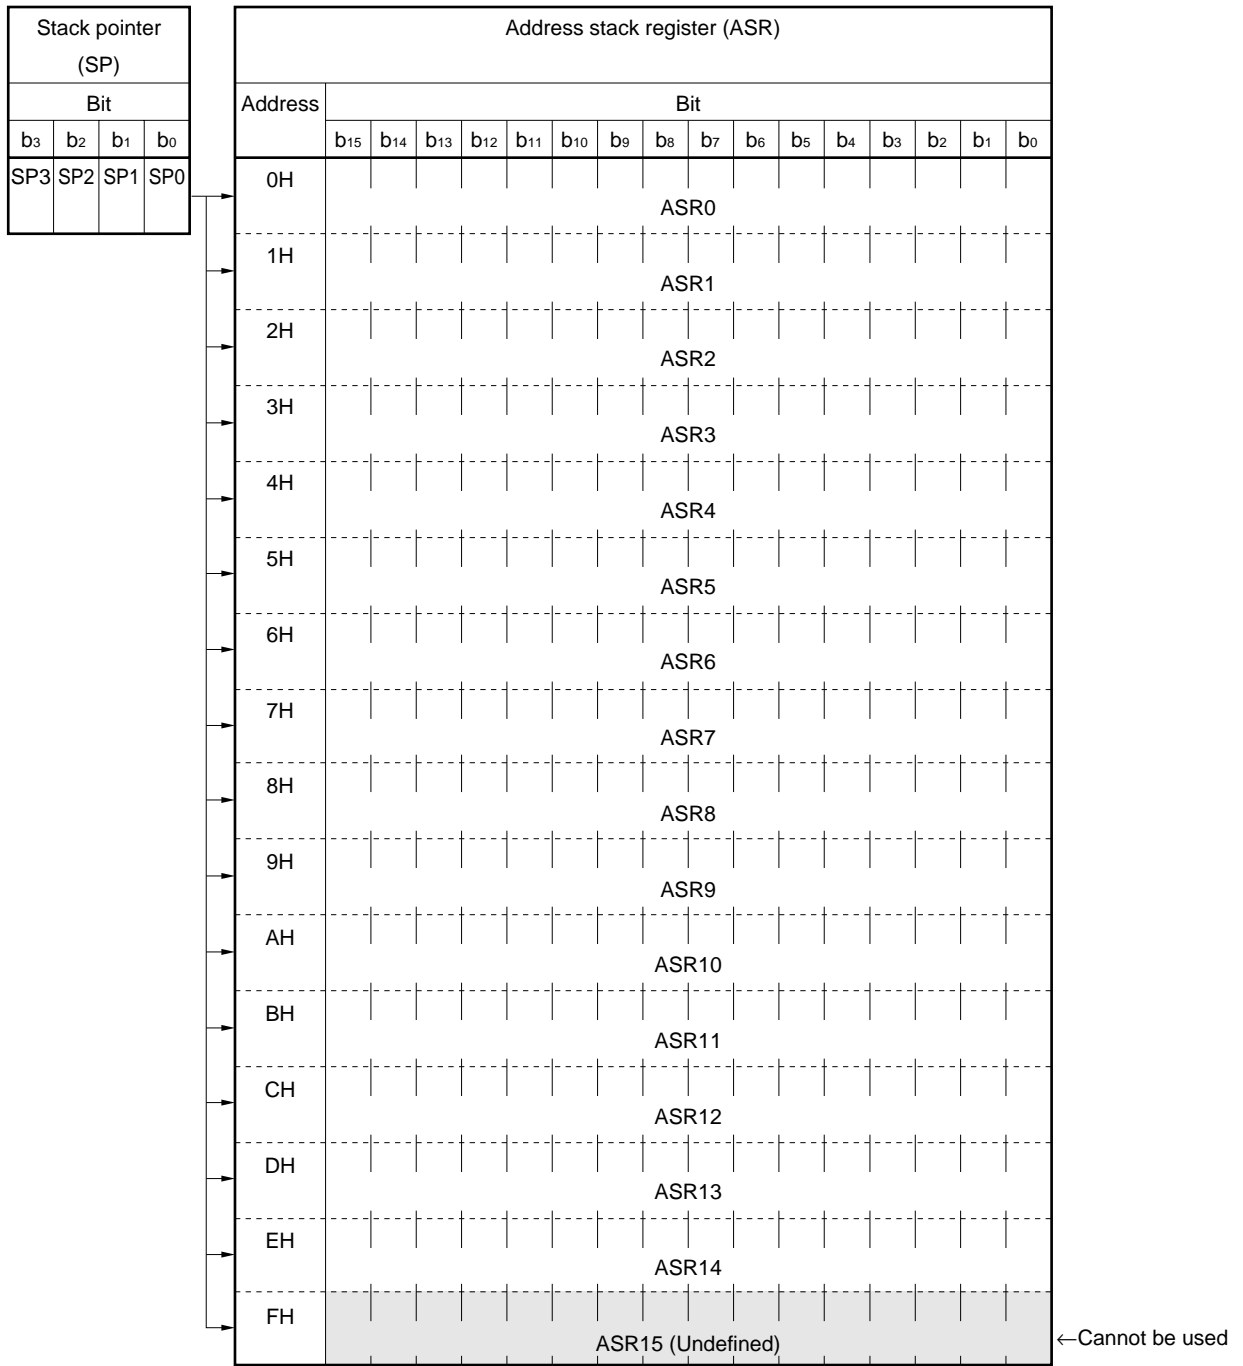 Stack pointer
(SP)
Address stack register (ASR)
Bit
Address
Bit
b3 b2 b1 b0
b15 b14 b13 b12 b11 b10 b9 b8 b7 b6 b5 b4 b3 b2 b1 b0
SP3 SP2 SP1 SP0
0H
ASR0
1H
ASR1
2H
ASR2
3H
ASR3
4H
ASR4
5H
ASR5
6H
ASR6
7H
ASR7
8H
ASR8
9H
ASR9
AH
ASR10
BH
ASR11
CH
ASR12
DH
ASR13
EH
ASR14
FH
ASR15 (Undefined)
←Cannot be used